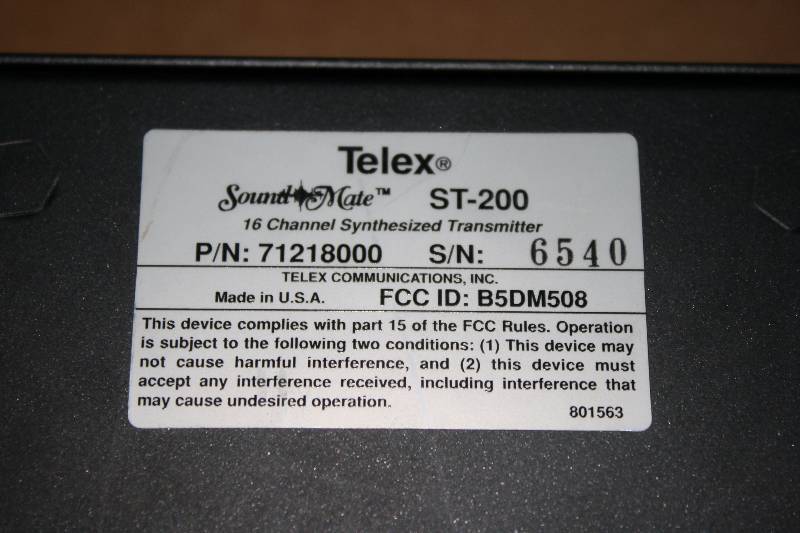 Telex®
Sound Mate™ ST-200
16 Channel Synthesized Transmitter
P/N: 71218000 S/N: 6540
TELEX COMMUNICATIONS, INC.
Made in U.S.A. FCC ID: B5DM508
This device complies with part 15 of the FCC Rules. Operation
is subject to the following two conditions: (1) This device may
not cause harmful interference, and (2) this device must
accept any interference received, including interference that
may cause undesired operation.
801563